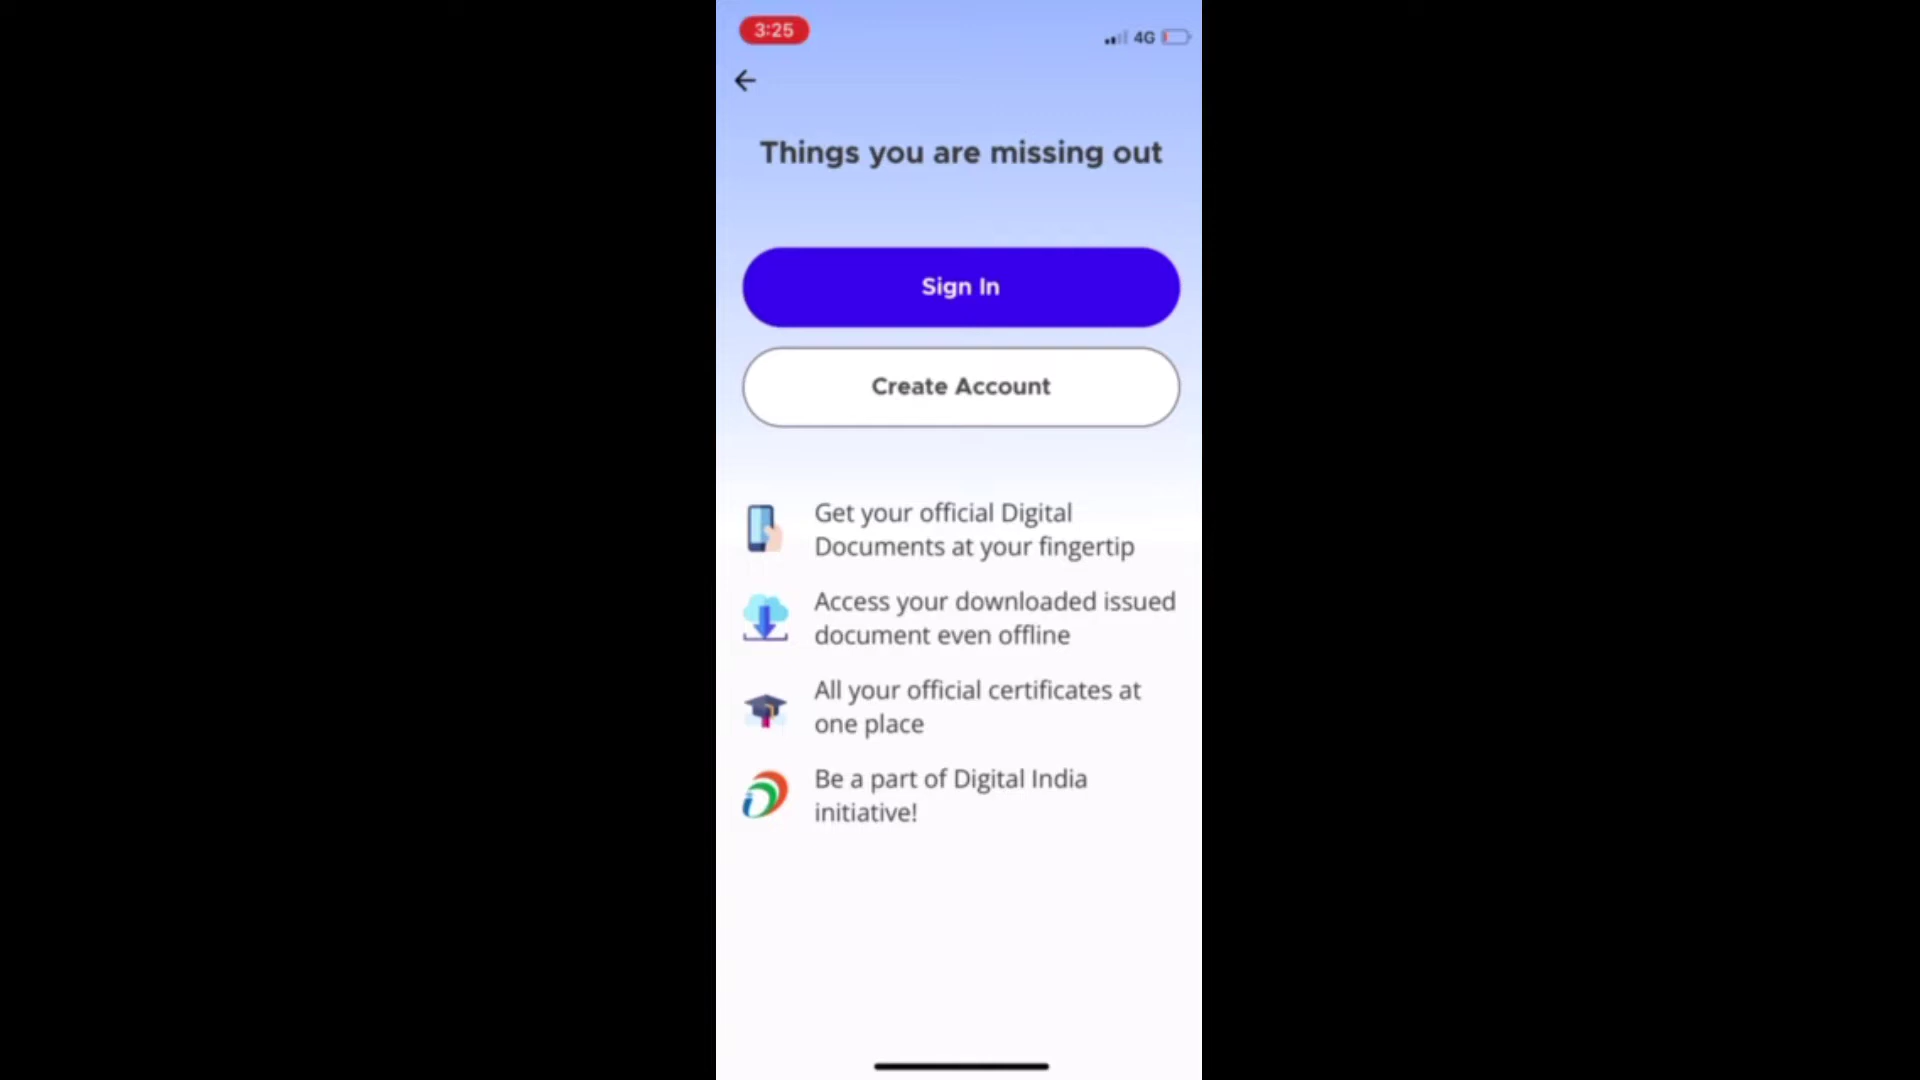 3:25
4G
Things you are missing out
Sign In
Create Account
Get your official Digital
Documents at your fingertip
Access your downloaded issued
document even offline
All your official certificates at
one place
Be a part of Digital India
initiative!